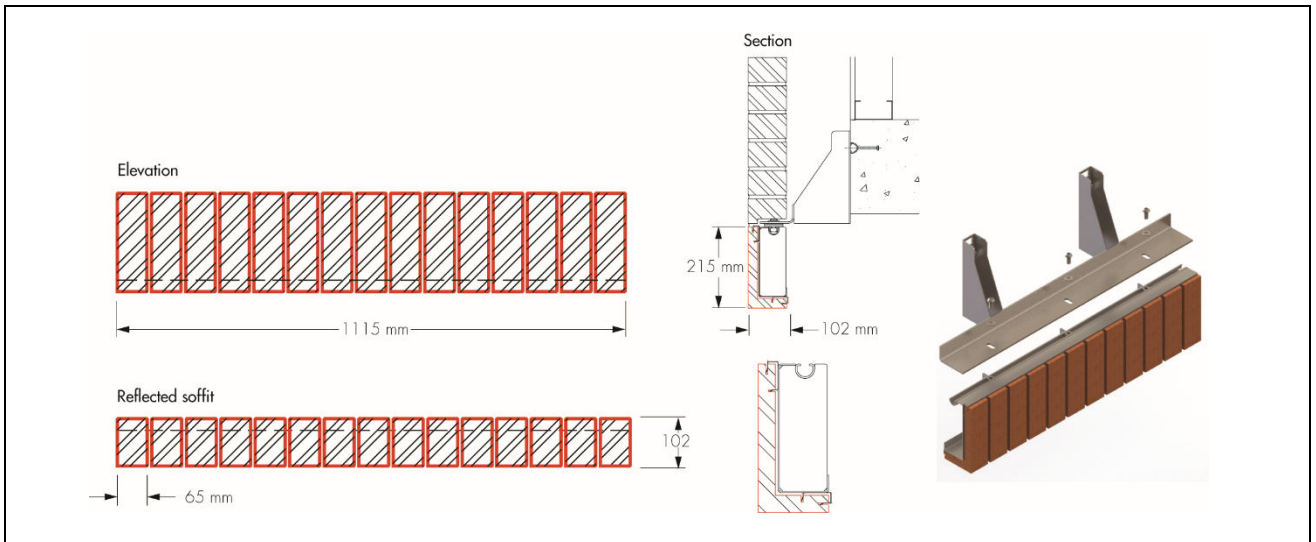 Elevation
1115 mm
Reflected soffit
102
65 mm
Section
215 mm
102 mm